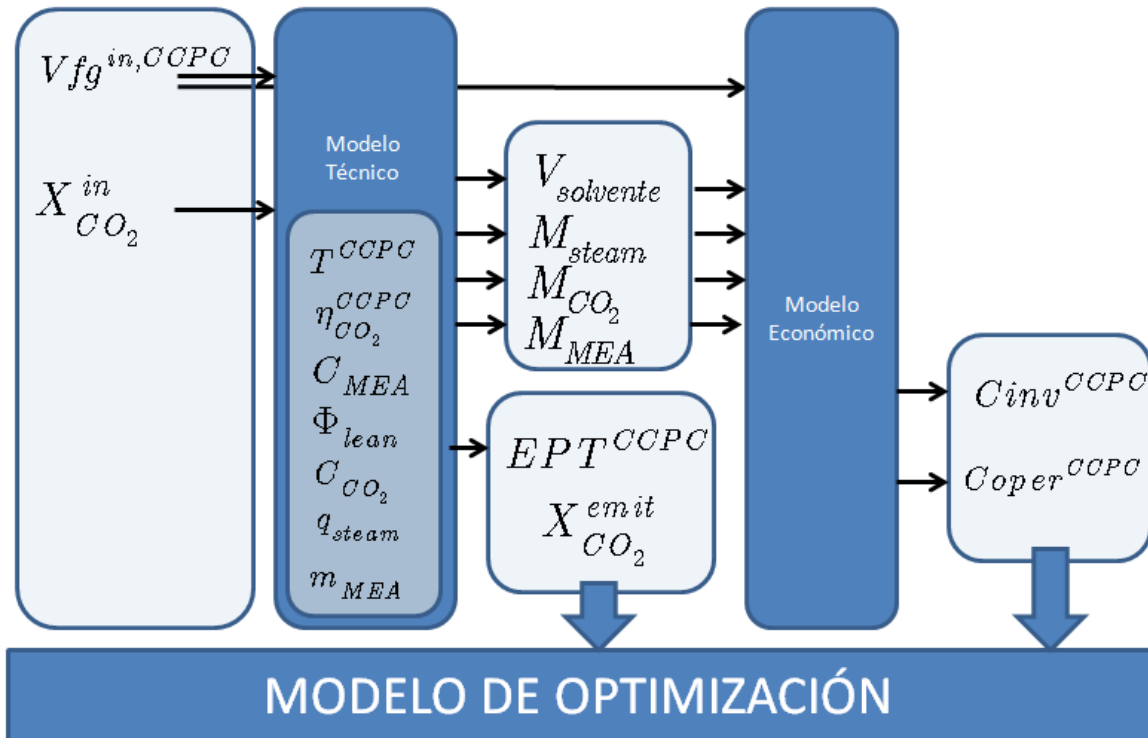 Vfg^{in,CCPC}
X^{in}_{CO_2}
Modelo
Técnico
T^{CCPC}
η^{CCPC}_{CO_2}
C_{MEA}
Φ_{lean}
C_{CO_2}
q_{steam}
m_{MEA}
V_{solvente}
M_{steam}
M_{CO_2}
M_{MEA}
EPT^{CCPC}
X^{emit}_{CO_2}
Modelo
Económico
Cinv^{CCPC}
Coper^{CCPC}
MODELO DE OPTIMIZACIÓN